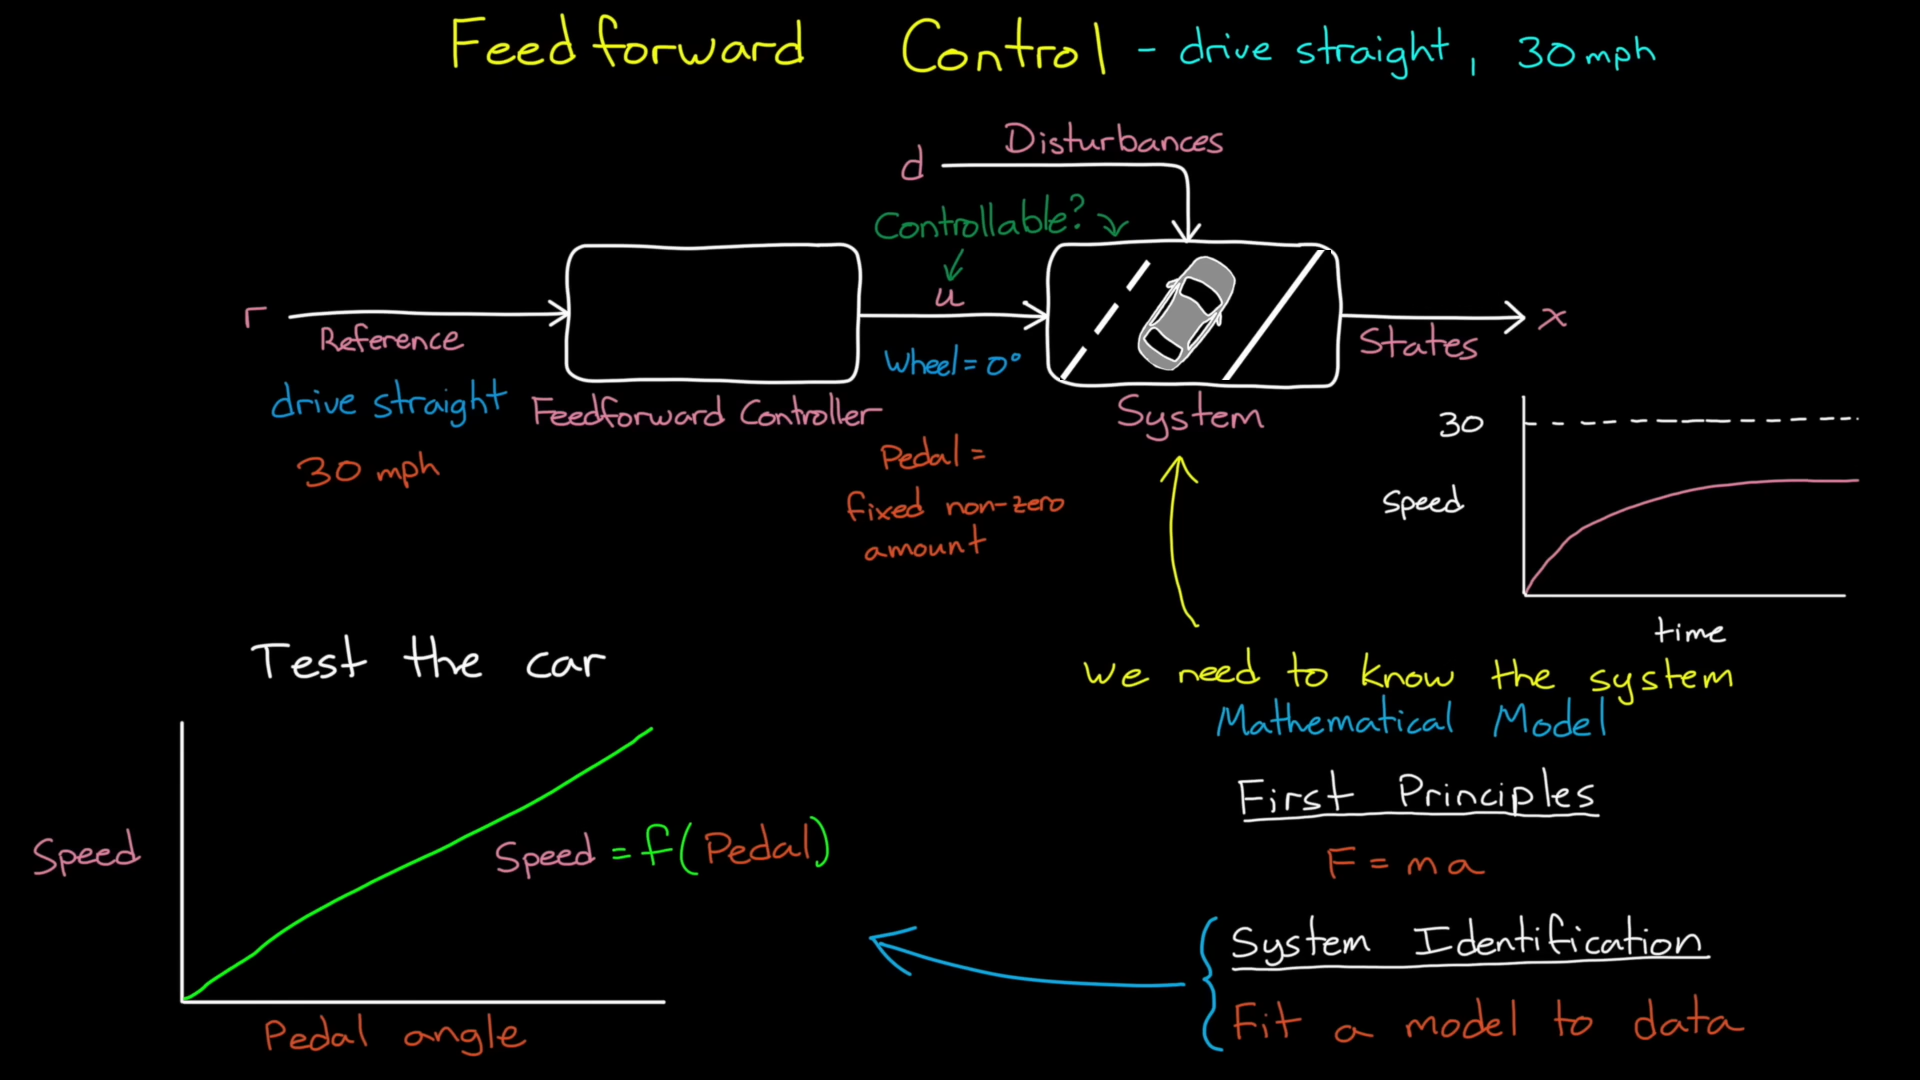 Feedforward Control - drive straight, 30 mph
d Disturbances
Controllable?
r Reference
u
x States
drive straight
30 mph
Feedforward Controller
Wheel = 0°
Pedal =
fixed non-zero
amount
System
30
Speed
time
Test the car
Speed
Speed = f(Pedal)
Pedal angle
we need to know the system
Mathematical Model
First Principles
F = ma
System Identification
Fit a model to data